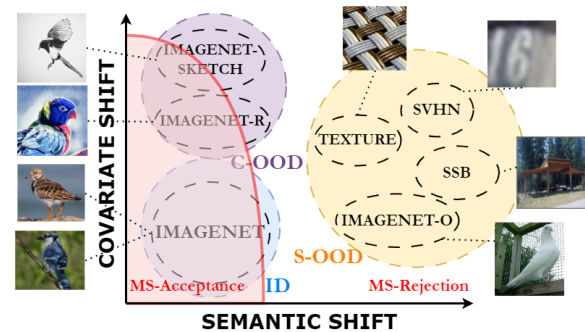 IMAGENET-
SKETCH
IMAGENET-R
C-OOD
IMAGENET
ID
MS-Acceptance
TEXTURE
SVHN
16
SSB
IMAGENET-O
S-OOD
MS-Rejection
COVARIATE SHIFT
SEMANTIC SHIFT